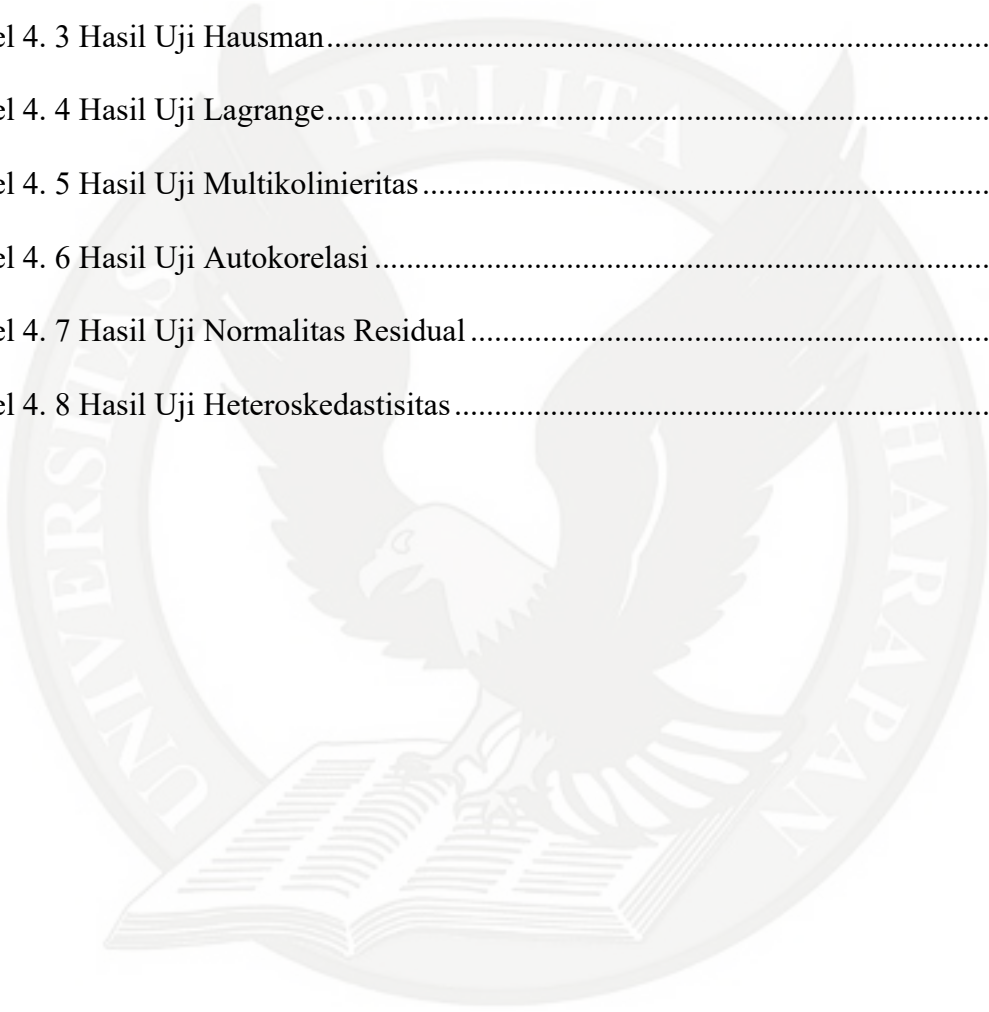 el 4. 3 Hasil Uji Hausman
el 4. 4 Hasil Uji Lagrange
el 4. 5 Hasil Uji Multikolinieritas
el 4. 6 Hasil Uji Autokorelasi
el 4. 7 Hasil Uji Normalitas Residual
el 4. 8 Hasil Uji Heteroskedastisitas
UNIVERSITAS PELITA HARAPAN